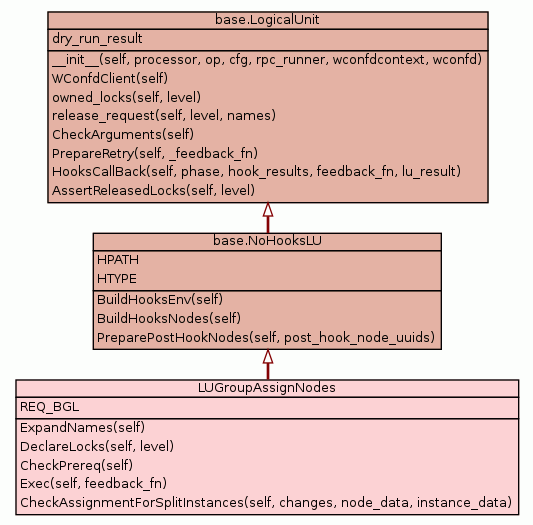 base.LogicalUnit
dry_run_result
__init__(self, processor, op, cfg, rpc_runner, wconfdcontext, wconfd)
WConfdClient(self)
owned_locks(self, level)
release_request(self, level, names)
CheckArguments(self)
PrepareRetry(self, _feedback_fn)
HooksCallBack(self, phase, hook_results, feedback_fn, lu_result)
AssertReleasedLocks(self, level)
base.NoHooksLU
HPATH
HTYPE
BuildHooksEnv(self)
BuildHooksNodes(self)
PreparePostHookNodes(self, post_hook_node_uuids)
LUGroupAssignNodes
REQ_BGL
ExpandNames(self)
DeclareLocks(self, level)
CheckPrereq(self)
Exec(self, feedback_fn)
CheckAssignmentForSplitInstances(self, changes, node_data, instance_data)